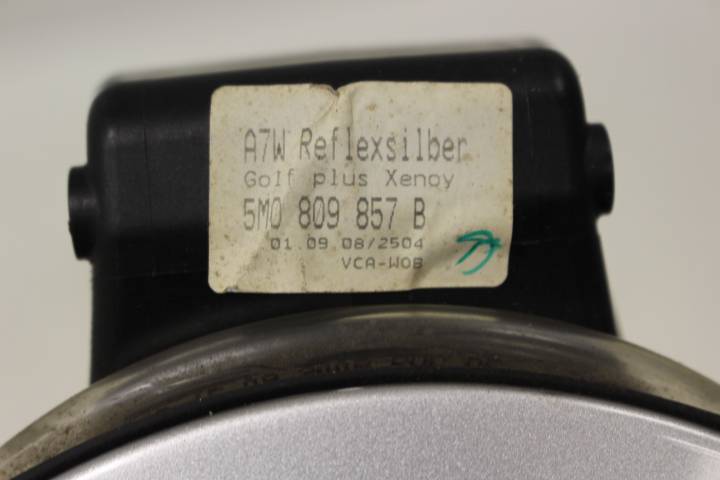 A7W Reflexsilber
Golf plus Xenoy
5M0 809 857 B
01 09 08/2504
VCA-WOB